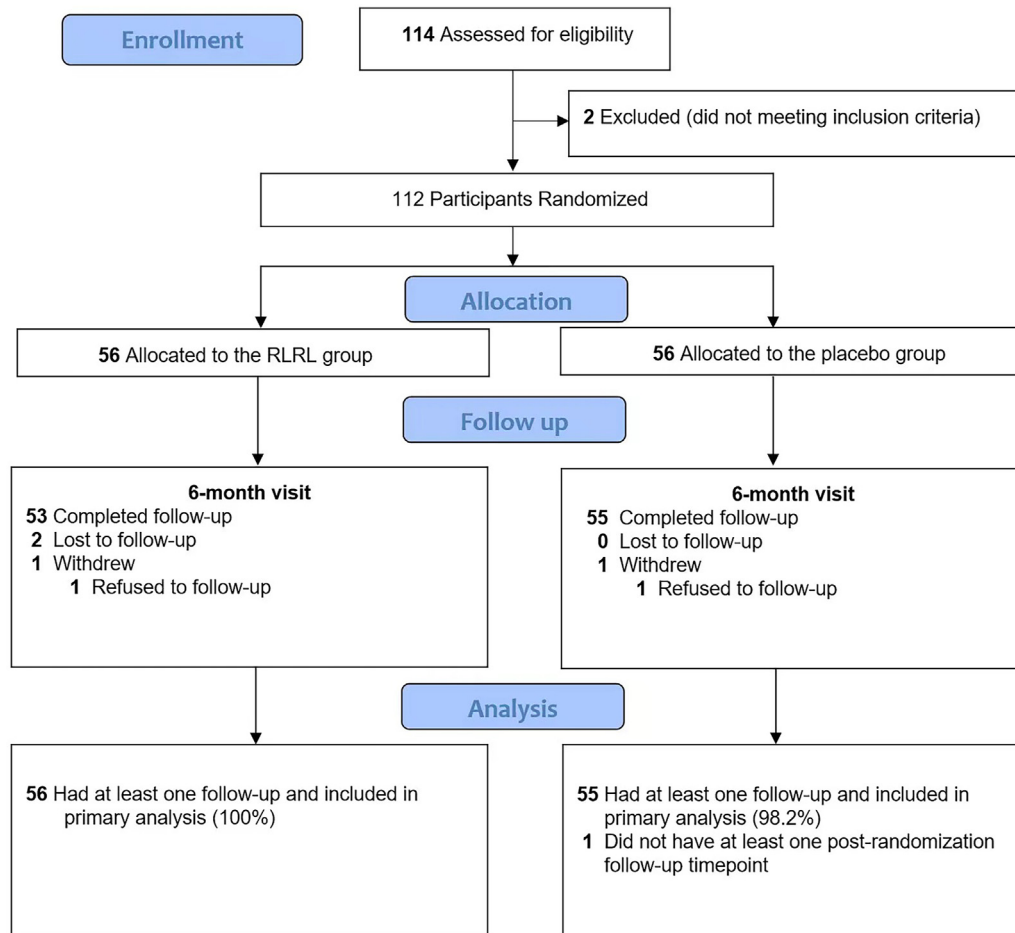 Enrollment
114 Assessed for eligibility
2 Excluded (did not meeting inclusion criteria)
112 Participants Randomized
Allocation
56 Allocated to the RLRL group
56 Allocated to the placebo group
Follow up
6-month visit
53 Completed follow-up
2 Lost to follow-up
1 Withdrew
1 Refused to follow-up
6-month visit
55 Completed follow-up
0 Lost to follow-up
1 Withdrew
1 Refused to follow-up
Analysis
56 Had at least one follow-up and included in
primary analysis (100%)
55 Had at least one follow-up and included in
primary analysis (98.2%)
1 Did not have at least one post-randomization
follow-up timepoint